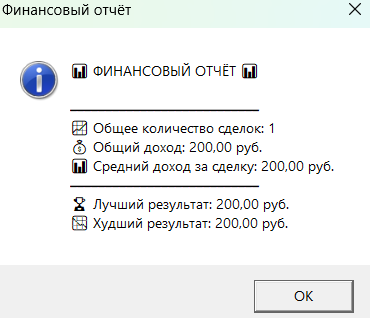 Финансовый отчёт
📊 ФИНАНСОВЫЙ ОТЧЁТ 📊
📈 Общее количество сделок: 1
💰 Общий доход: 200,00 руб.
📊 Средний доход за сделку: 200,00 руб.
🏆 Лучший результат: 200,00 руб.
📉 Худший результат: 200,00 руб.
ОК